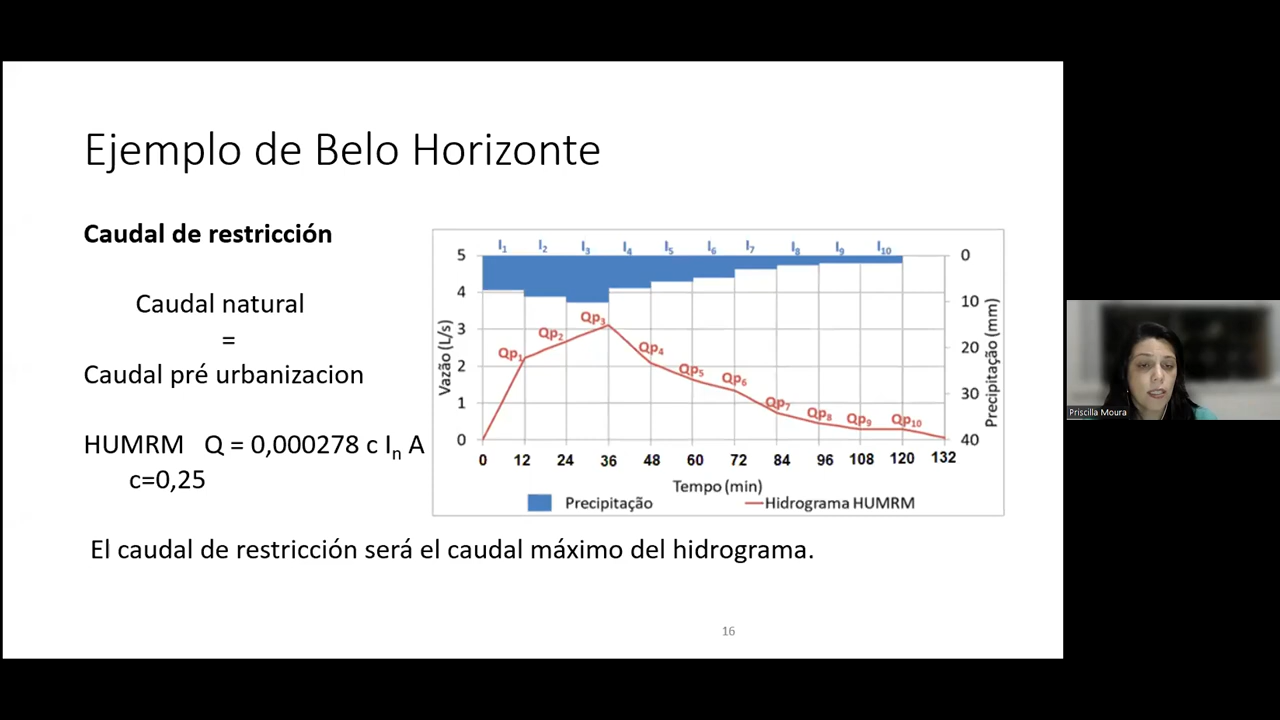 Ejemplo de Belo Horizonte
Caudal de restricción
Caudal natural
=
Caudal pré urbanizacion
HUMRM Q = 0,000278 c Iₙ A
c=0,25
I₁ I₂ I₃ I₄ I₅ I₆ I₇ I₈ I₉ I₁₀
5
4
3
2
1
0
Vazão (L/s)
Qp₁ Qp₂ Qp₃ Qp₄ Qp₅ Qp₆ Qp₇ Qp₈ Qp₉ Qp₁₀
0
10
20
30
40
Precipitação (mm)
0 12 24 36 48 60 72 84 96 108 120 132
Tempo (min)
Precipitação Hidrograma HUMRM
El caudal de restricción será el caudal máximo del hidrograma.
16
Priscilla Moura